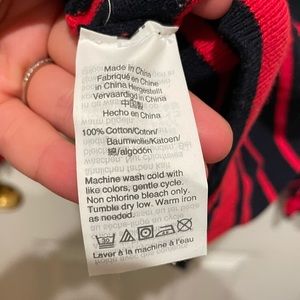 Made in China
Fabriqué en Chine
In China Hergestellt
Vervaardigd in China
中国製
Hecho en China
100% Cotton/Coton/
Baumwolle/Katoen/
綿/algodón
Machine wash cold with
like colors, gentle cycle.
Non chlorine bleach only.
Tumble dry low. Warm iron
as needed.
30
Laver à la machine à l'eau